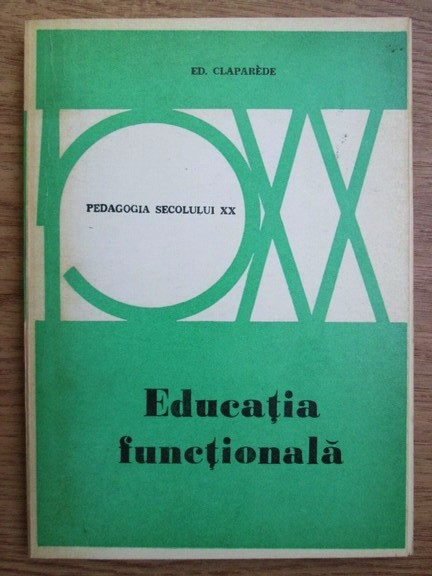 ED. CLAPARÈDE
PEDAGOGIA SECOLULUI XX
Educația
funcțională